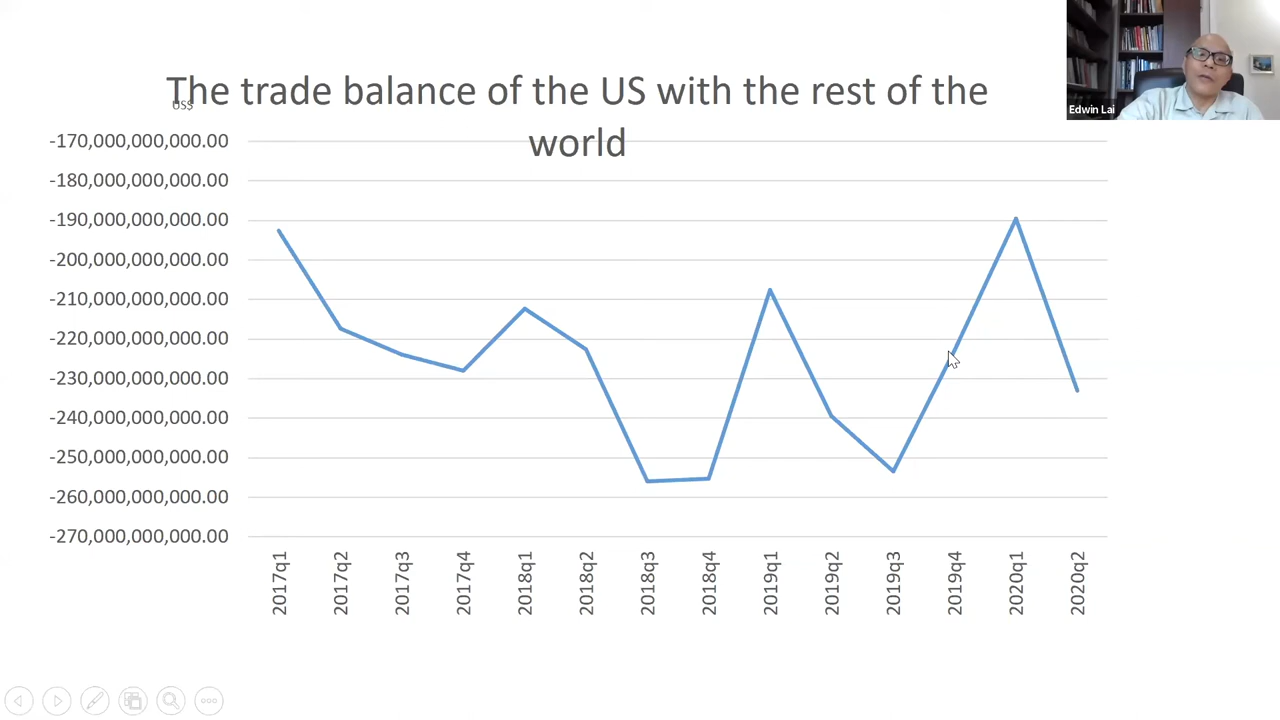 The trade balance of the US with the rest of the
world
US$
-170,000,000,000.00
-180,000,000,000.00
-190,000,000,000.00
-200,000,000,000.00
-210,000,000,000.00
-220,000,000,000.00
-230,000,000,000.00
-240,000,000,000.00
-250,000,000,000.00
-260,000,000,000.00
-270,000,000,000.00
2017q1
2017q2
2017q3
2017q4
2018q1
2018q2
2018q3
2018q4
2019q1
2019q2
2019q3
2019q4
2020q1
2020q2
Edwin Lai